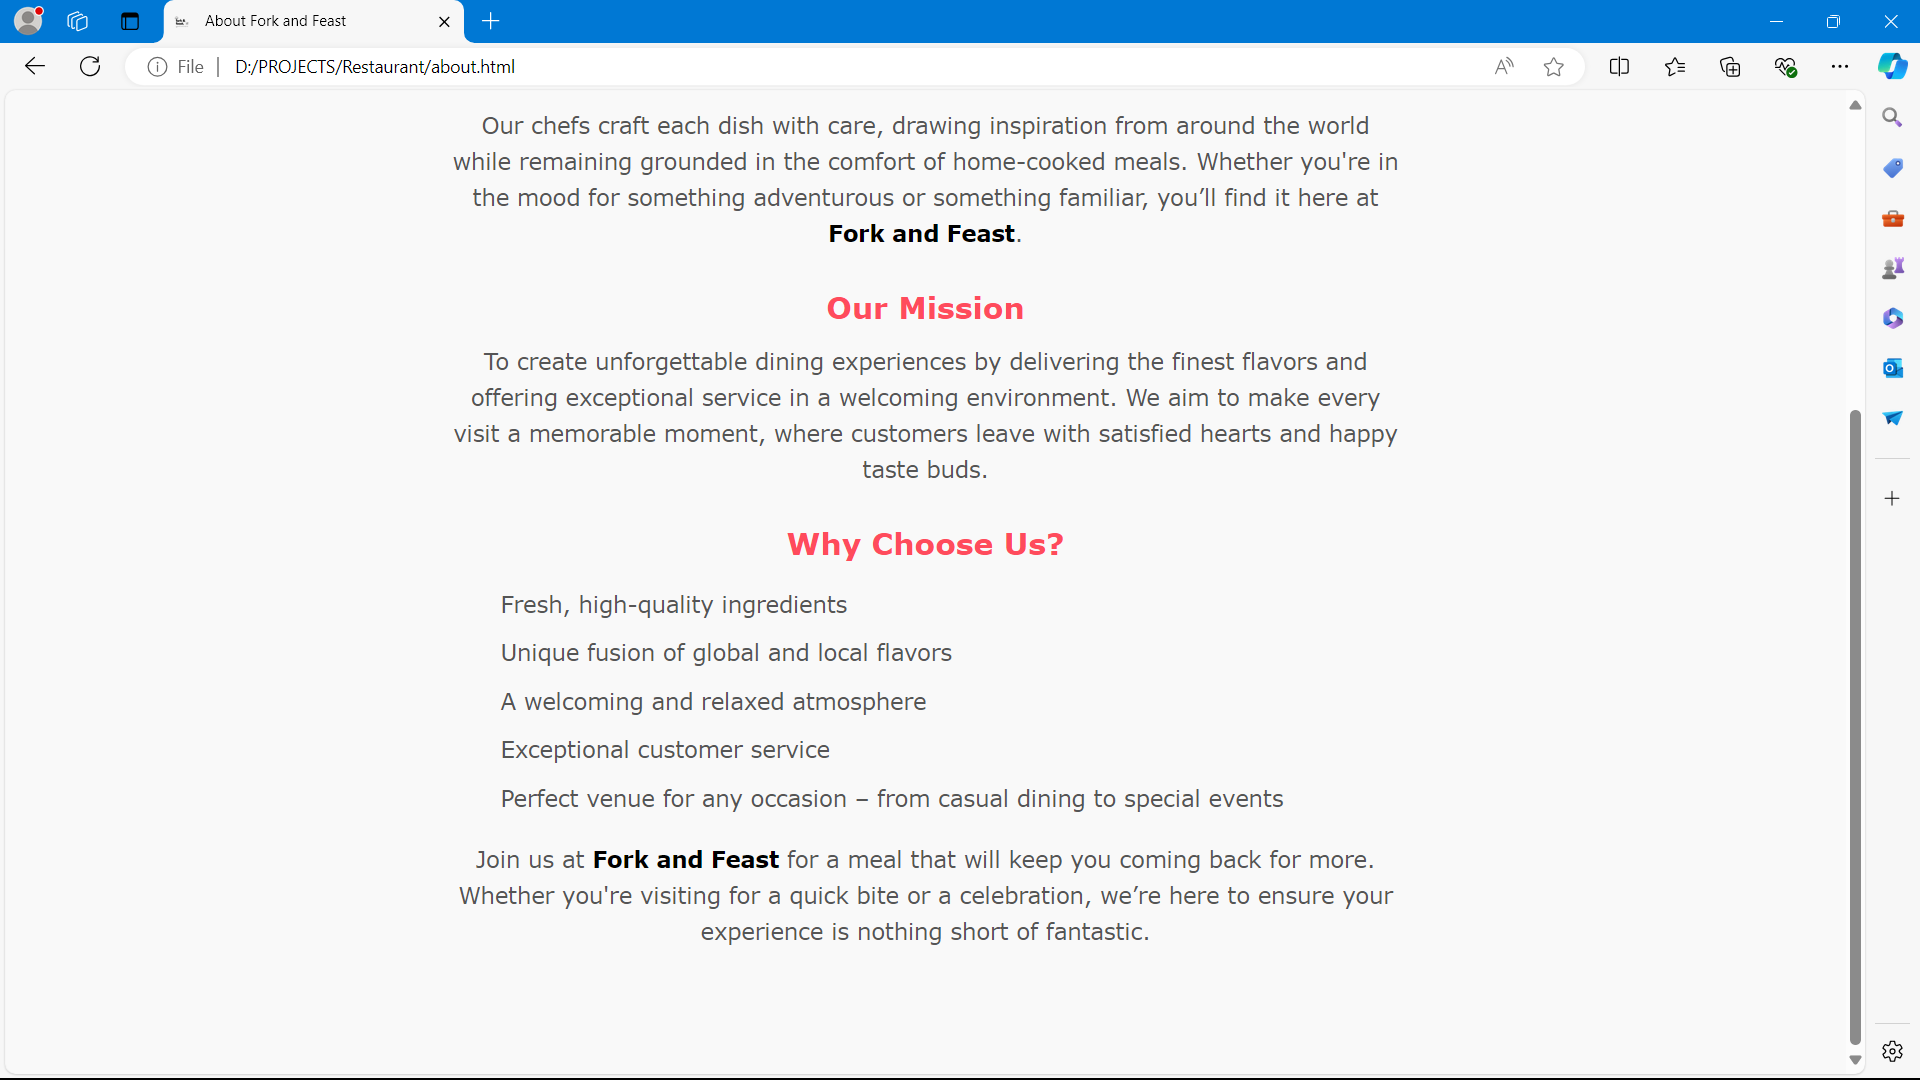 About Fork and Feast
File
D:/PROJECTS/Restaurant/about.html
Our chefs craft each dish with care, drawing inspiration from around the world
while remaining grounded in the comfort of home-cooked meals. Whether you're in
the mood for something adventurous or something familiar, you’ll find it here at
Fork and Feast.
Our Mission
To create unforgettable dining experiences by delivering the finest flavors and
offering exceptional service in a welcoming environment. We aim to make every
visit a memorable moment, where customers leave with satisfied hearts and happy
taste buds.
Why Choose Us?
Fresh, high-quality ingredients
Unique fusion of global and local flavors
A welcoming and relaxed atmosphere
Exceptional customer service
Perfect venue for any occasion – from casual dining to special events
Join us at Fork and Feast for a meal that will keep you coming back for more.
Whether you're visiting for a quick bite or a celebration, we’re here to ensure your
experience is nothing short of fantastic.